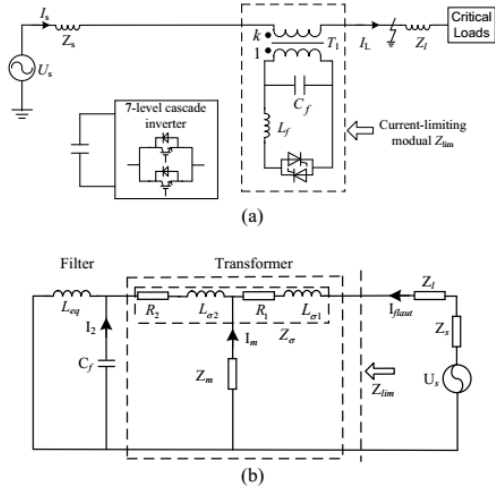 I_s
Z_s
U_s
k
1
T_1
I_L
Z_l
Critical
Loads
C_f
L_f
7-level cascade
inverter
Current-limiting
modual Z_lim
(a)
Filter
Transformer
L_eq
I_2
C_f
R_2
L_σ2
R_1
L_σ1
Z_σ
I_m
Z_m
I_flaut
Z_l
Z_s
Z_lim
U_s
(b)